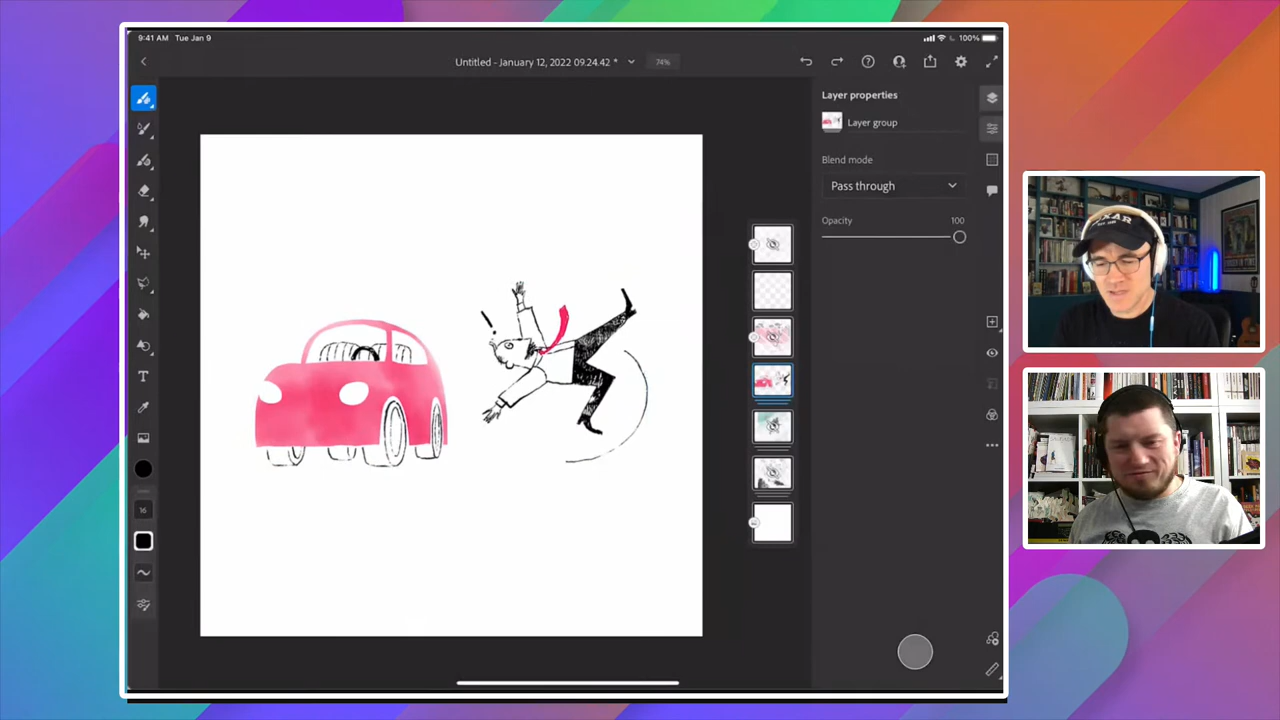 9:41 AM Tue Jan 9
100%
Untitled - January 12, 2022 09.24.42 *
74%
Layer properties
Layer group
Blend mode
Pass through
Opacity 100
16